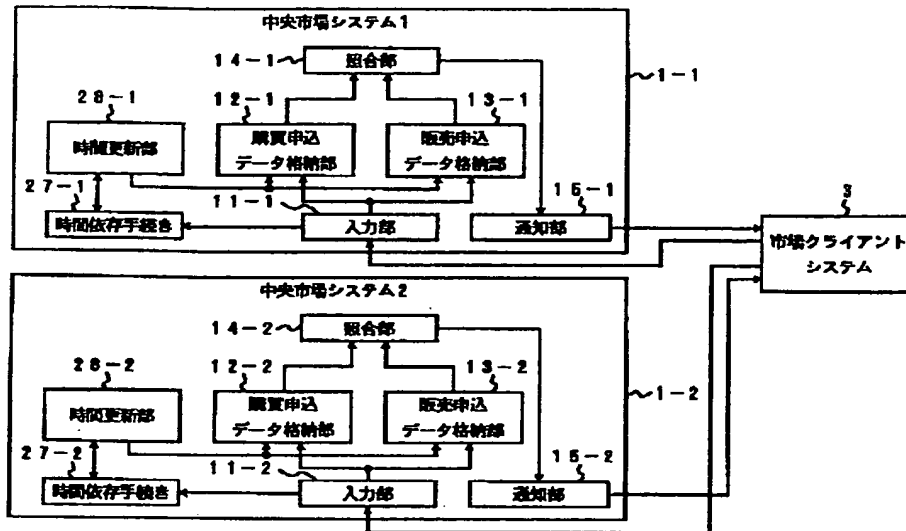 中央市場システム1
14-1
照合部
1-1
28-1
12-1
13-1
時間更新部
購買申込
データ格納部
販売申込
データ格納部
27-1
11-1
15-1
3
時間依存手続き
入力部
通知部
市場クライアント
システム
中央市場システム2
14-2
照合部
28-2
12-2
13-2
1-2
時間更新部
購買申込
データ格納部
販売申込
データ格納部
27-2
11-2
15-2
時間依存手続き
入力部
通知部